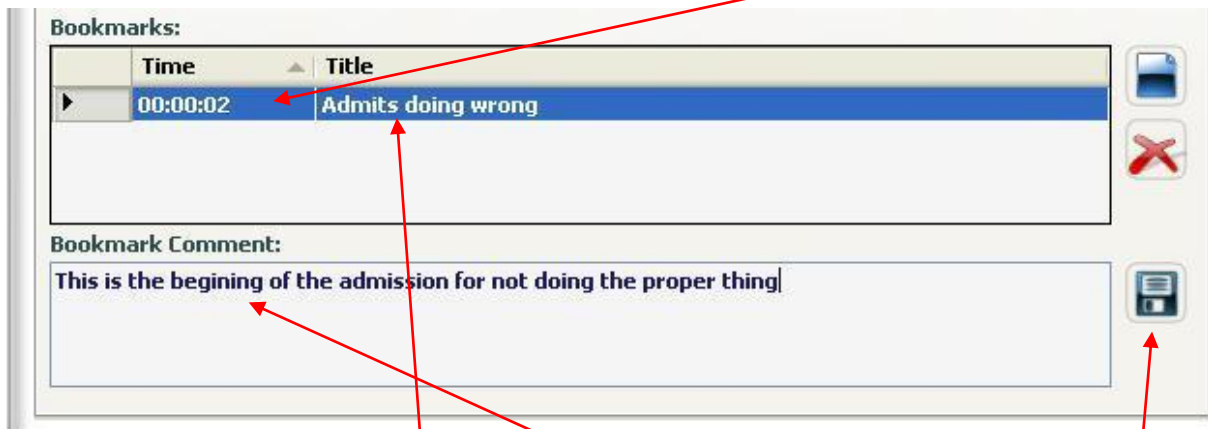 Bookmarks:
Time Title
00:00:02 Admits doing wrong
Bookmark Comment:
This is the begining of the admission for not doing the proper thing